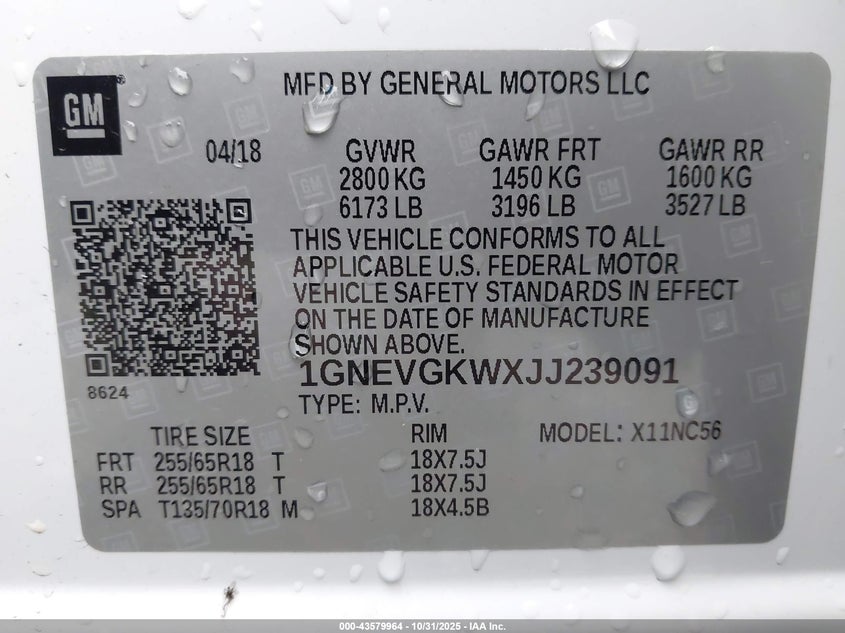 GM
MFD BY GENERAL MOTORS LLC
04/18 GVWR GAWR FRT GAWR RR
2800 KG 1450 KG 1600 KG
6173 LB 3196 LB 3527 LB
THIS VEHICLE CONFORMS TO ALL
APPLICABLE U.S. FEDERAL MOTOR
VEHICLE SAFETY STANDARDS IN EFFECT
ON THE DATE OF MANUFACTURE
SHOWN ABOVE.
8624
1GNEVGKWXJJ239091
TYPE: M.P.V.
TIRE SIZE RIM MODEL: X11NC56
FRT 255/65R18 T 18X7.5J
RR 255/65R18 T 18X7.5J
SPA T135/70R18 M 18X4.5B
000-43579964 - 10/31/2025 - IAA Inc.